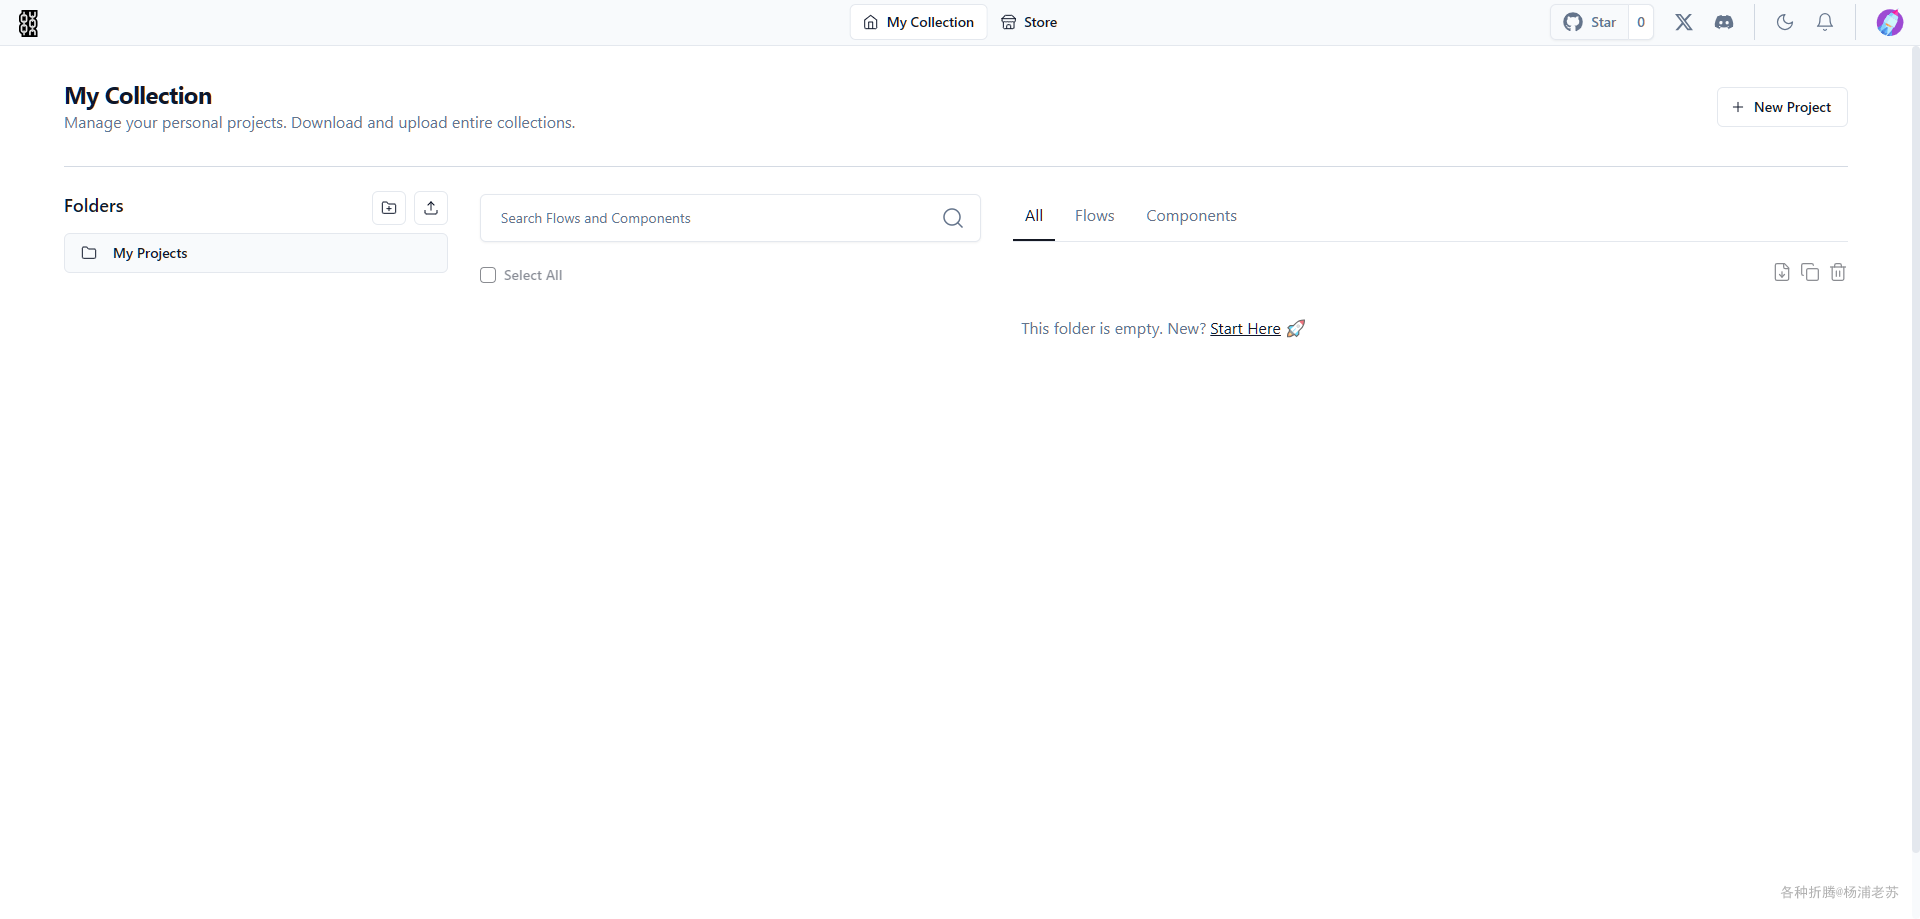 My Collection
Store
Star
0
My Collection
Manage your personal projects. Download and upload entire collections.
New Project
Folders
My Projects
Search Flows and Components
Select All
All
Flows
Components
This folder is empty. New? Start Here 🚀
各种折腾@杨浦老苏